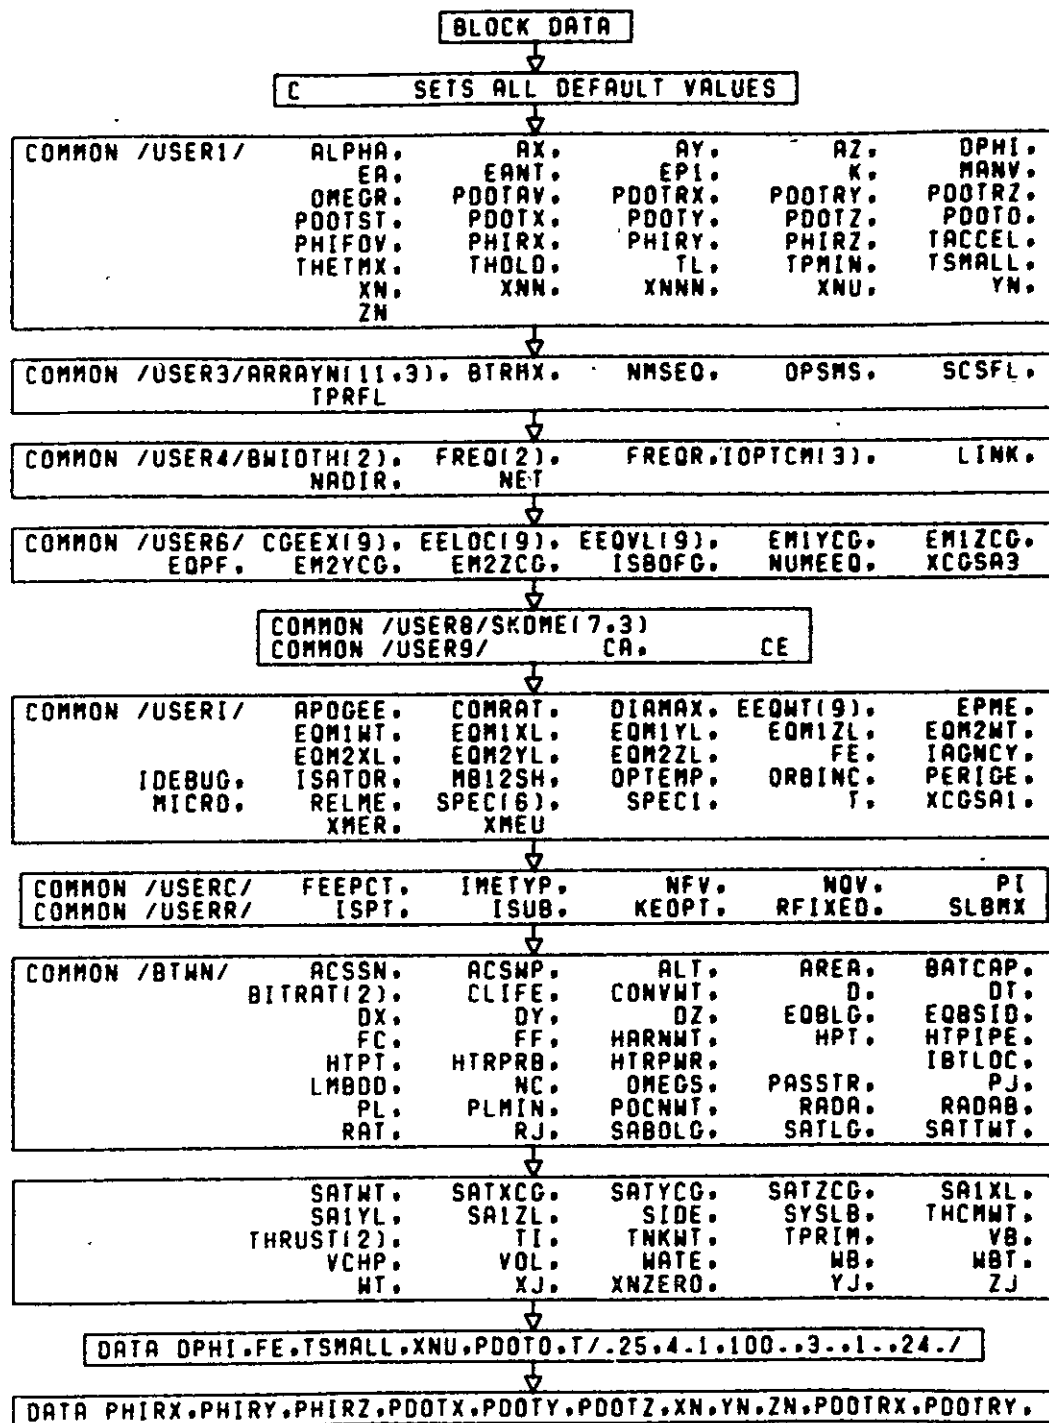 BLOCK DATA
C SETS ALL DEFAULT VALUES
COMMON /USER1/ ALPHA, AX, AY, AZ, DPHI,
EA, EANT, EPI, K, MANV,
OMEGR, PDOTAV, PDOTRX, PDOTRY, PDOTRZ,
PDOTST, PDOTX, PDOTY, PDOTZ, PDOTO,
PHIFOV, PHIRX, PHIRY, PHIRZ, TACCEL,
THETMX, THOLD, TL, TPMIN, TSMALL,
XN, XNN, XNNN, XNU, YN,
ZN
COMMON /USER3/ARRAYN(11,3), BTRMX, NMSEQ, OPSMS, SCSFL,
TPRFL
COMMON /USER4/BWIDTH(2), FREQ(2), FREQR,IOPTCM(3), LINK,
NADIR, NET
COMMON /USER6/ CGEEX(9), EELOC(9), EEQVL(9), EM1YCG, EM1ZCG,
EQPF, EM2YCG, EM2ZCG, ISBOFG, NUMEEQ, XCGSA3
COMMON /USER8/SKDME(7,3)
COMMON /USER9/ CA, CE
COMMON /USERI/ APOGEE, COMRAT, DIAMAX, EEQWT(9), EPME,
EQM1WT, EQM1XL, EQM1YL, EQM1ZL, EQM2WT,
EQM2XL, EQM2YL, EQM2ZL, FE, IAGNCY,
IDEBUG, ISATOR, MB12SH, OPTEMP, ORBINC, PERIGE,
MICRO, RELME, SPEC(6), SPECI, T, XCGSA1,
XMER, XMEU
COMMON /USERC/ FEEPCT, IMETYP, NFV, NQV, PI
COMMON /USERR/ ISPT, ISUB, KEOPT, RFIXED, SLBMX
COMMON /BTWN/ ACSSN, ACSWP, ALT, AREA, BATCAP,
BITRAT(2), CLIFE, CONVWT, D, DT,
DX, DY, DZ, EQBLG, EQBSID,
FC, FF, HARNWT, HPT, HTPIPE,
HTPT, HTRPRB, HTRPWR, IBTLOC,
LMBDD, NC, OMEGS, PASSTR, PJ,
PL, PLMIN, POCNWT, RADA, RADAB,
RAT, RJ, SABOLG, SATLG, SATTWT,
SATWT, SATXCG, SATYCG, SATZCG, SA1XL,
SA1YL, SA1ZL, SIDE, SYSLB, THCMWT,
THRUST(2), TI, TNKWT, TPRIM, VB,
VCHP, VOL, WATE, WB, WBT,
WT, XJ, XNZERO, YJ, ZJ
DATA DPHI,FE,TSMALL,XNU,PDOTO,T/.25,4.1,100.,3.,1.,24./
DATA PHIRX,PHIRY,PHIRZ,PDOTX,PDOTY,PDOTZ,XN,YN,ZN,PDOTRX,PDOTRY,